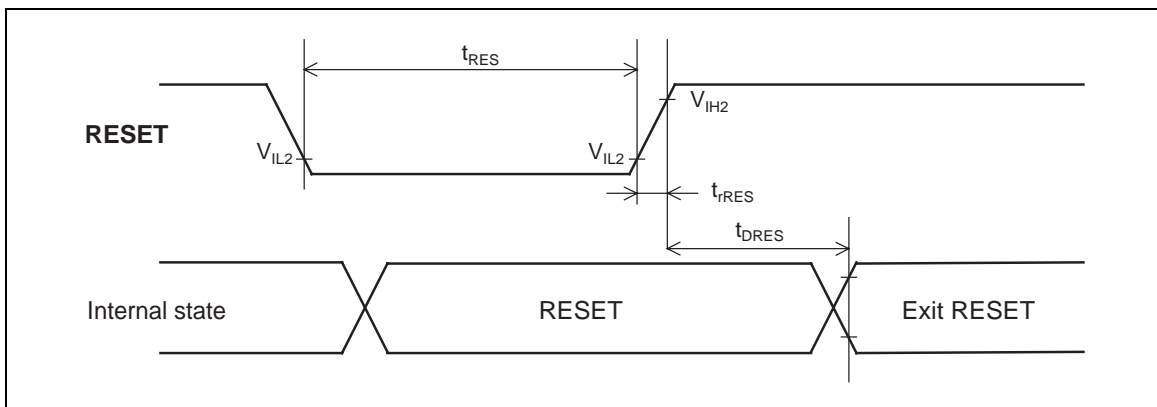 tRES
VIH2
RESET
VIL2
VIL2
trRES
tDRES
Internal state
RESET
Exit RESET